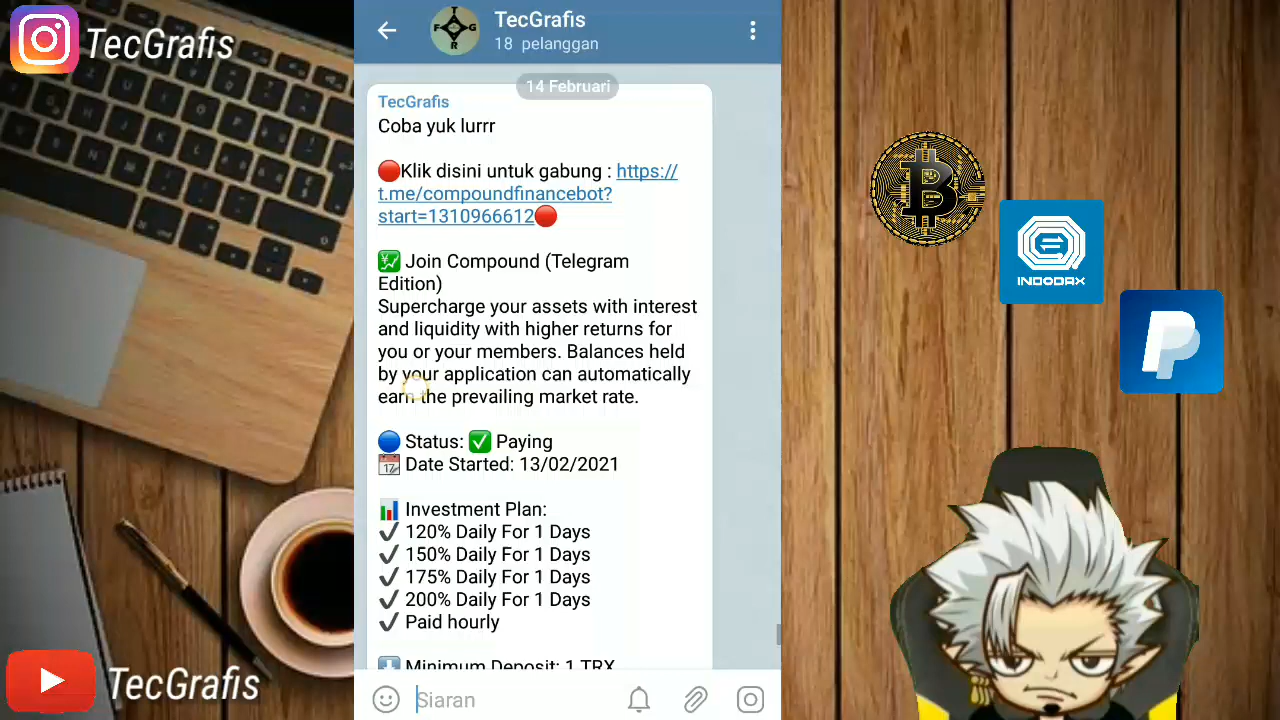 TecGrafis
TecGrafis
18 pelanggan
14 Februari
TecGrafis
Coba yuk lurrr
🔴Klik disini untuk gabung : https://
t.me/compoundfinancebot?
start=1310966612🔴
💹 Join Compound (Telegram
Edition)
Supercharge your assets with interest
and liquidity with higher returns for
you or your members. Balances held
by your application can automatically
earn the prevailing market rate.
🔵 Status: ✅ Paying
📅 Date Started: 13/02/2021
📊 Investment Plan:
✔ 120% Daily For 1 Days
✔ 150% Daily For 1 Days
✔ 175% Daily For 1 Days
✔ 200% Daily For 1 Days
✔ Paid hourly
⬇ Minimum Deposit: 1 TRX
Siaran
INDODAX
TecGrafis